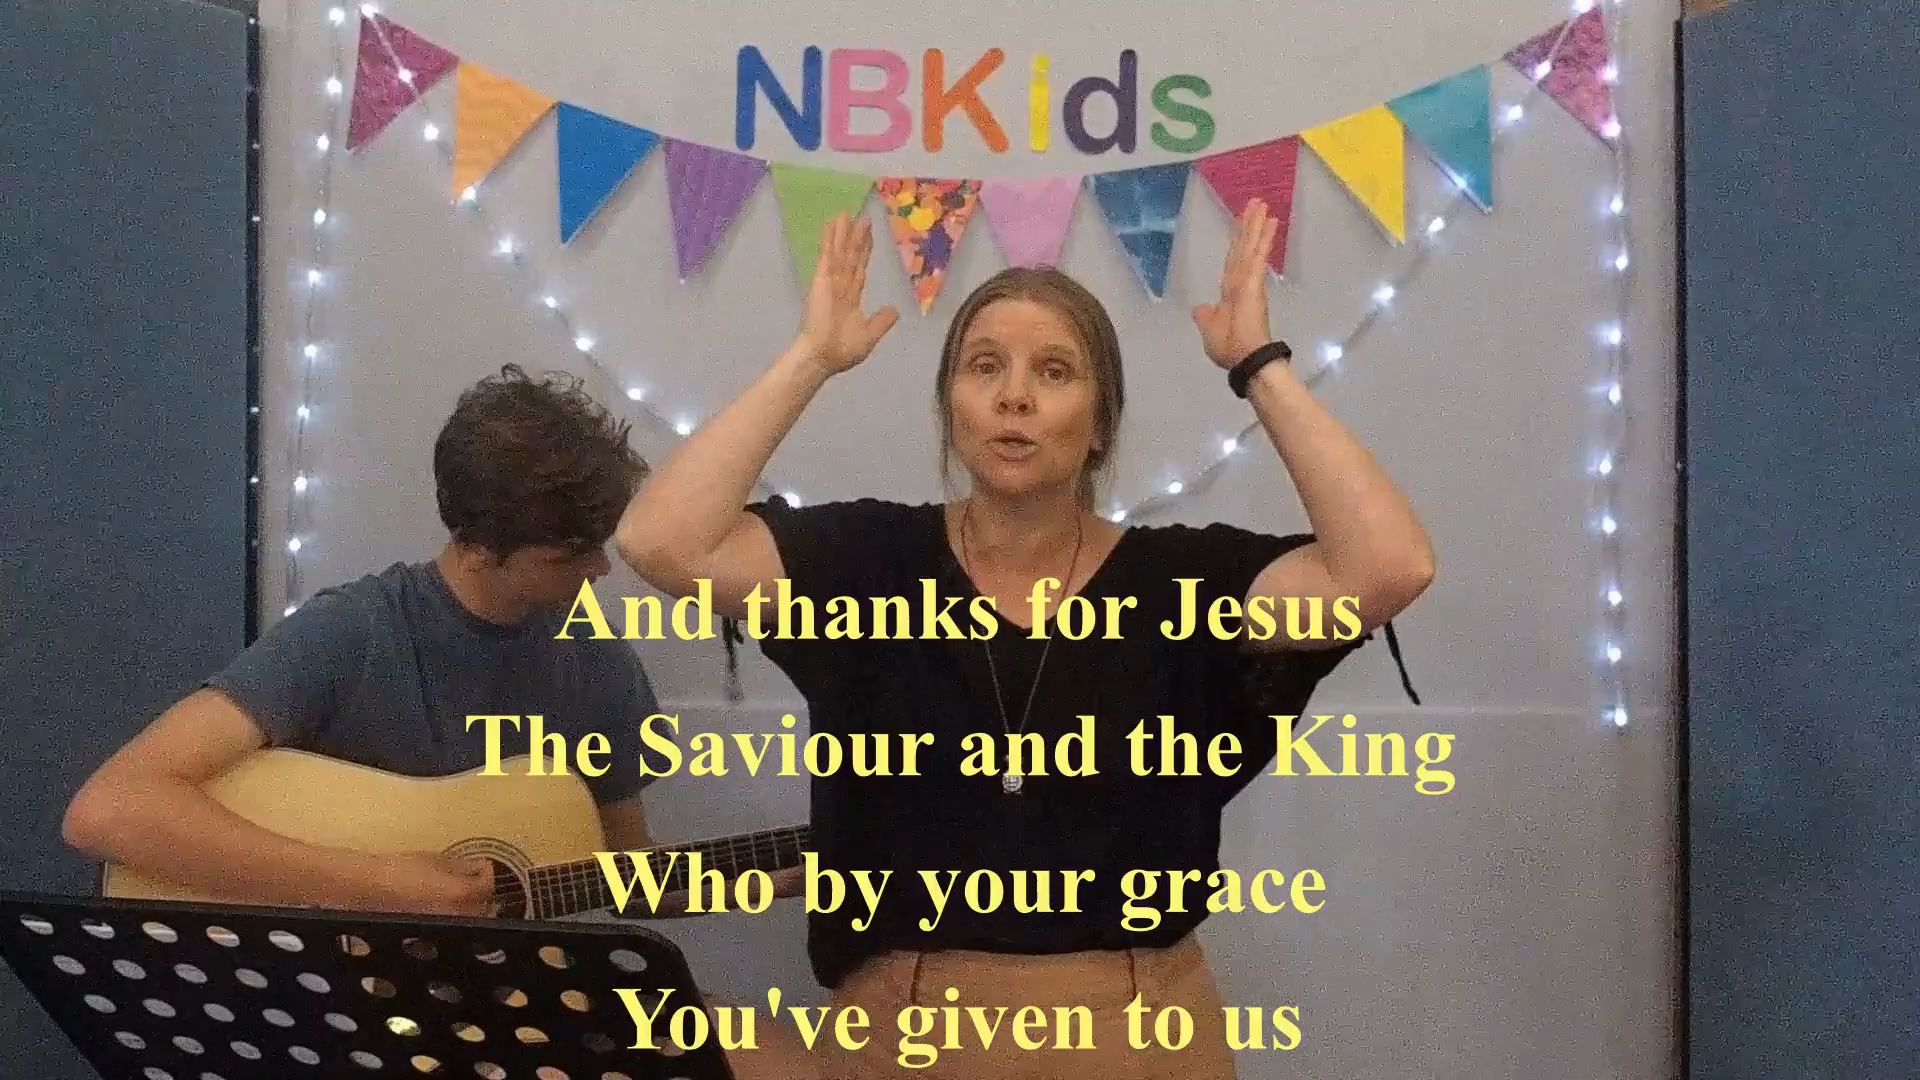 NBKids
And thanks for Jesus
The Saviour and the King
Who by your grace
You've given to us